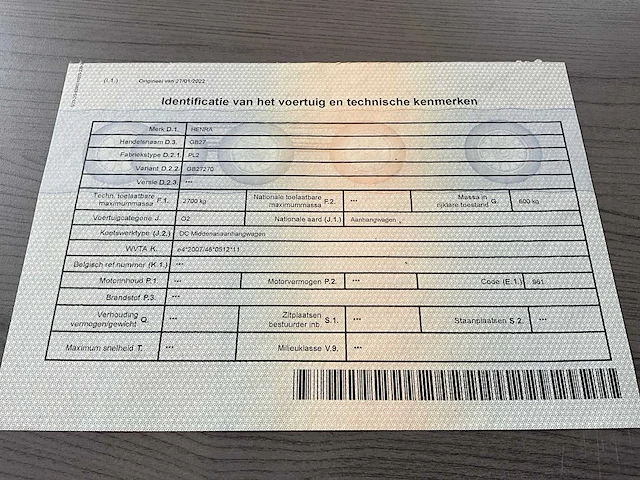 (I.1.) Origineel van 27/01/2022
Identificatie van het voertuig en technische kenmerken
Merk D.1. HENRA
Handelsnaam D.3. GB27
Fabriekstype D.2.1. PL2
Variant D.2.2. GB27270
Versie D.2.3. ***
Techn. toelaatbare maximummassa F.1. 2700 kg Nationale toelaatbare maximummassa F.2. *** Massa in rijklare toestand G. 600 kg
Voertuigcategorie J. O2 Nationale aard (J.1.) Aanhangwagen
Koetswerktype (J.2.) DC Middenasaanhangwagen
WVTA K. e4*2007/46*0512*11
Belgisch ref.nummer (K.1.) ***
Motorinhoud P.1. *** Motorvermogen P.2. *** Code (E.1.) 961
Brandstof P.3. ***
Verhouding vermogen/gewicht Q. *** Zitplaatsen bestuurder inb. S.1. *** Staanplaatsen S.2. ***
Maximum snelheid T. *** Milieuklasse V.9. ***